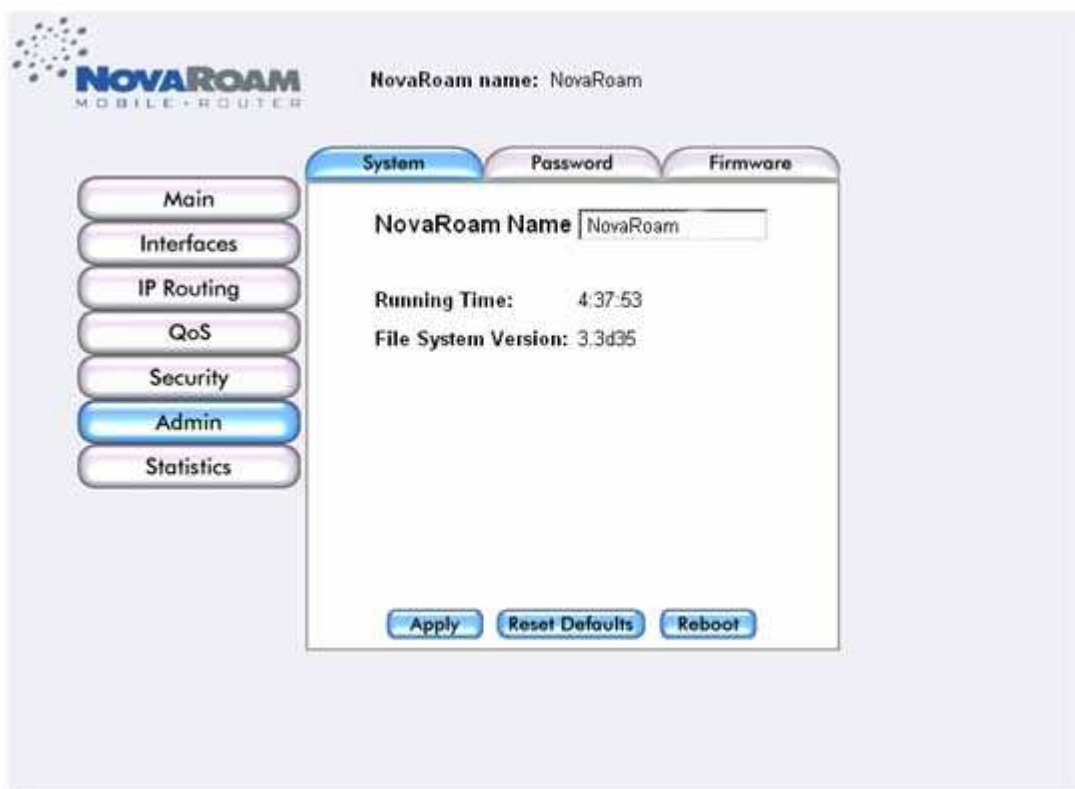 NOVAROAM
MOBILE • ROUTER
NovaRoam name: NovaRoam
System Password Firmware
Main
Interfaces
IP Routing
QoS
Security
Admin
Statistics
NovaRoam Name NovaRoam
Running Time: 4:37:53
File System Version: 3.3d35
Apply Reset Defaults Reboot